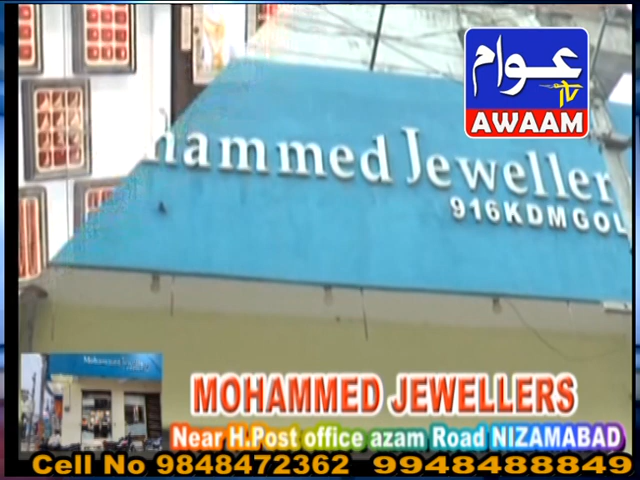 عوام
TV
AWAAM
hammed Jeweller
916KDMGOL
MOHAMMED JEWELLERS
Near H.Post office azam Road NIZAMABAD
Cell No 9848472362 9948488849